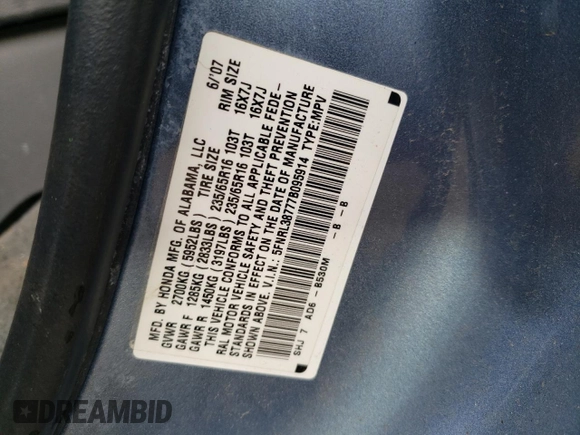 MFD. BY HONDA MFG. OF ALABAMA, LLC 6/'07
GVWR 2700KG (5952LBS) TIRE SIZE RIM SIZE
GAWR F 1285KG (2833LBS) 235/65R16 103T 16X7J
GAWR R 1450KG (3197LBS) 235/65R16 103T 16X7J
THIS VEHICLE CONFORMS TO ALL APPLICABLE FEDE-
RAL MOTOR VEHICLE SAFETY AND THEFT PREVENTION
STANDARDS IN EFFECT ON THE DATE OF MANUFACTURE
SHOWN ABOVE. V.I.N.: 5FNRL38777B095914 TYPE:MPV
SHJ 7 AD6 - B530M - B - B
DREAMBID